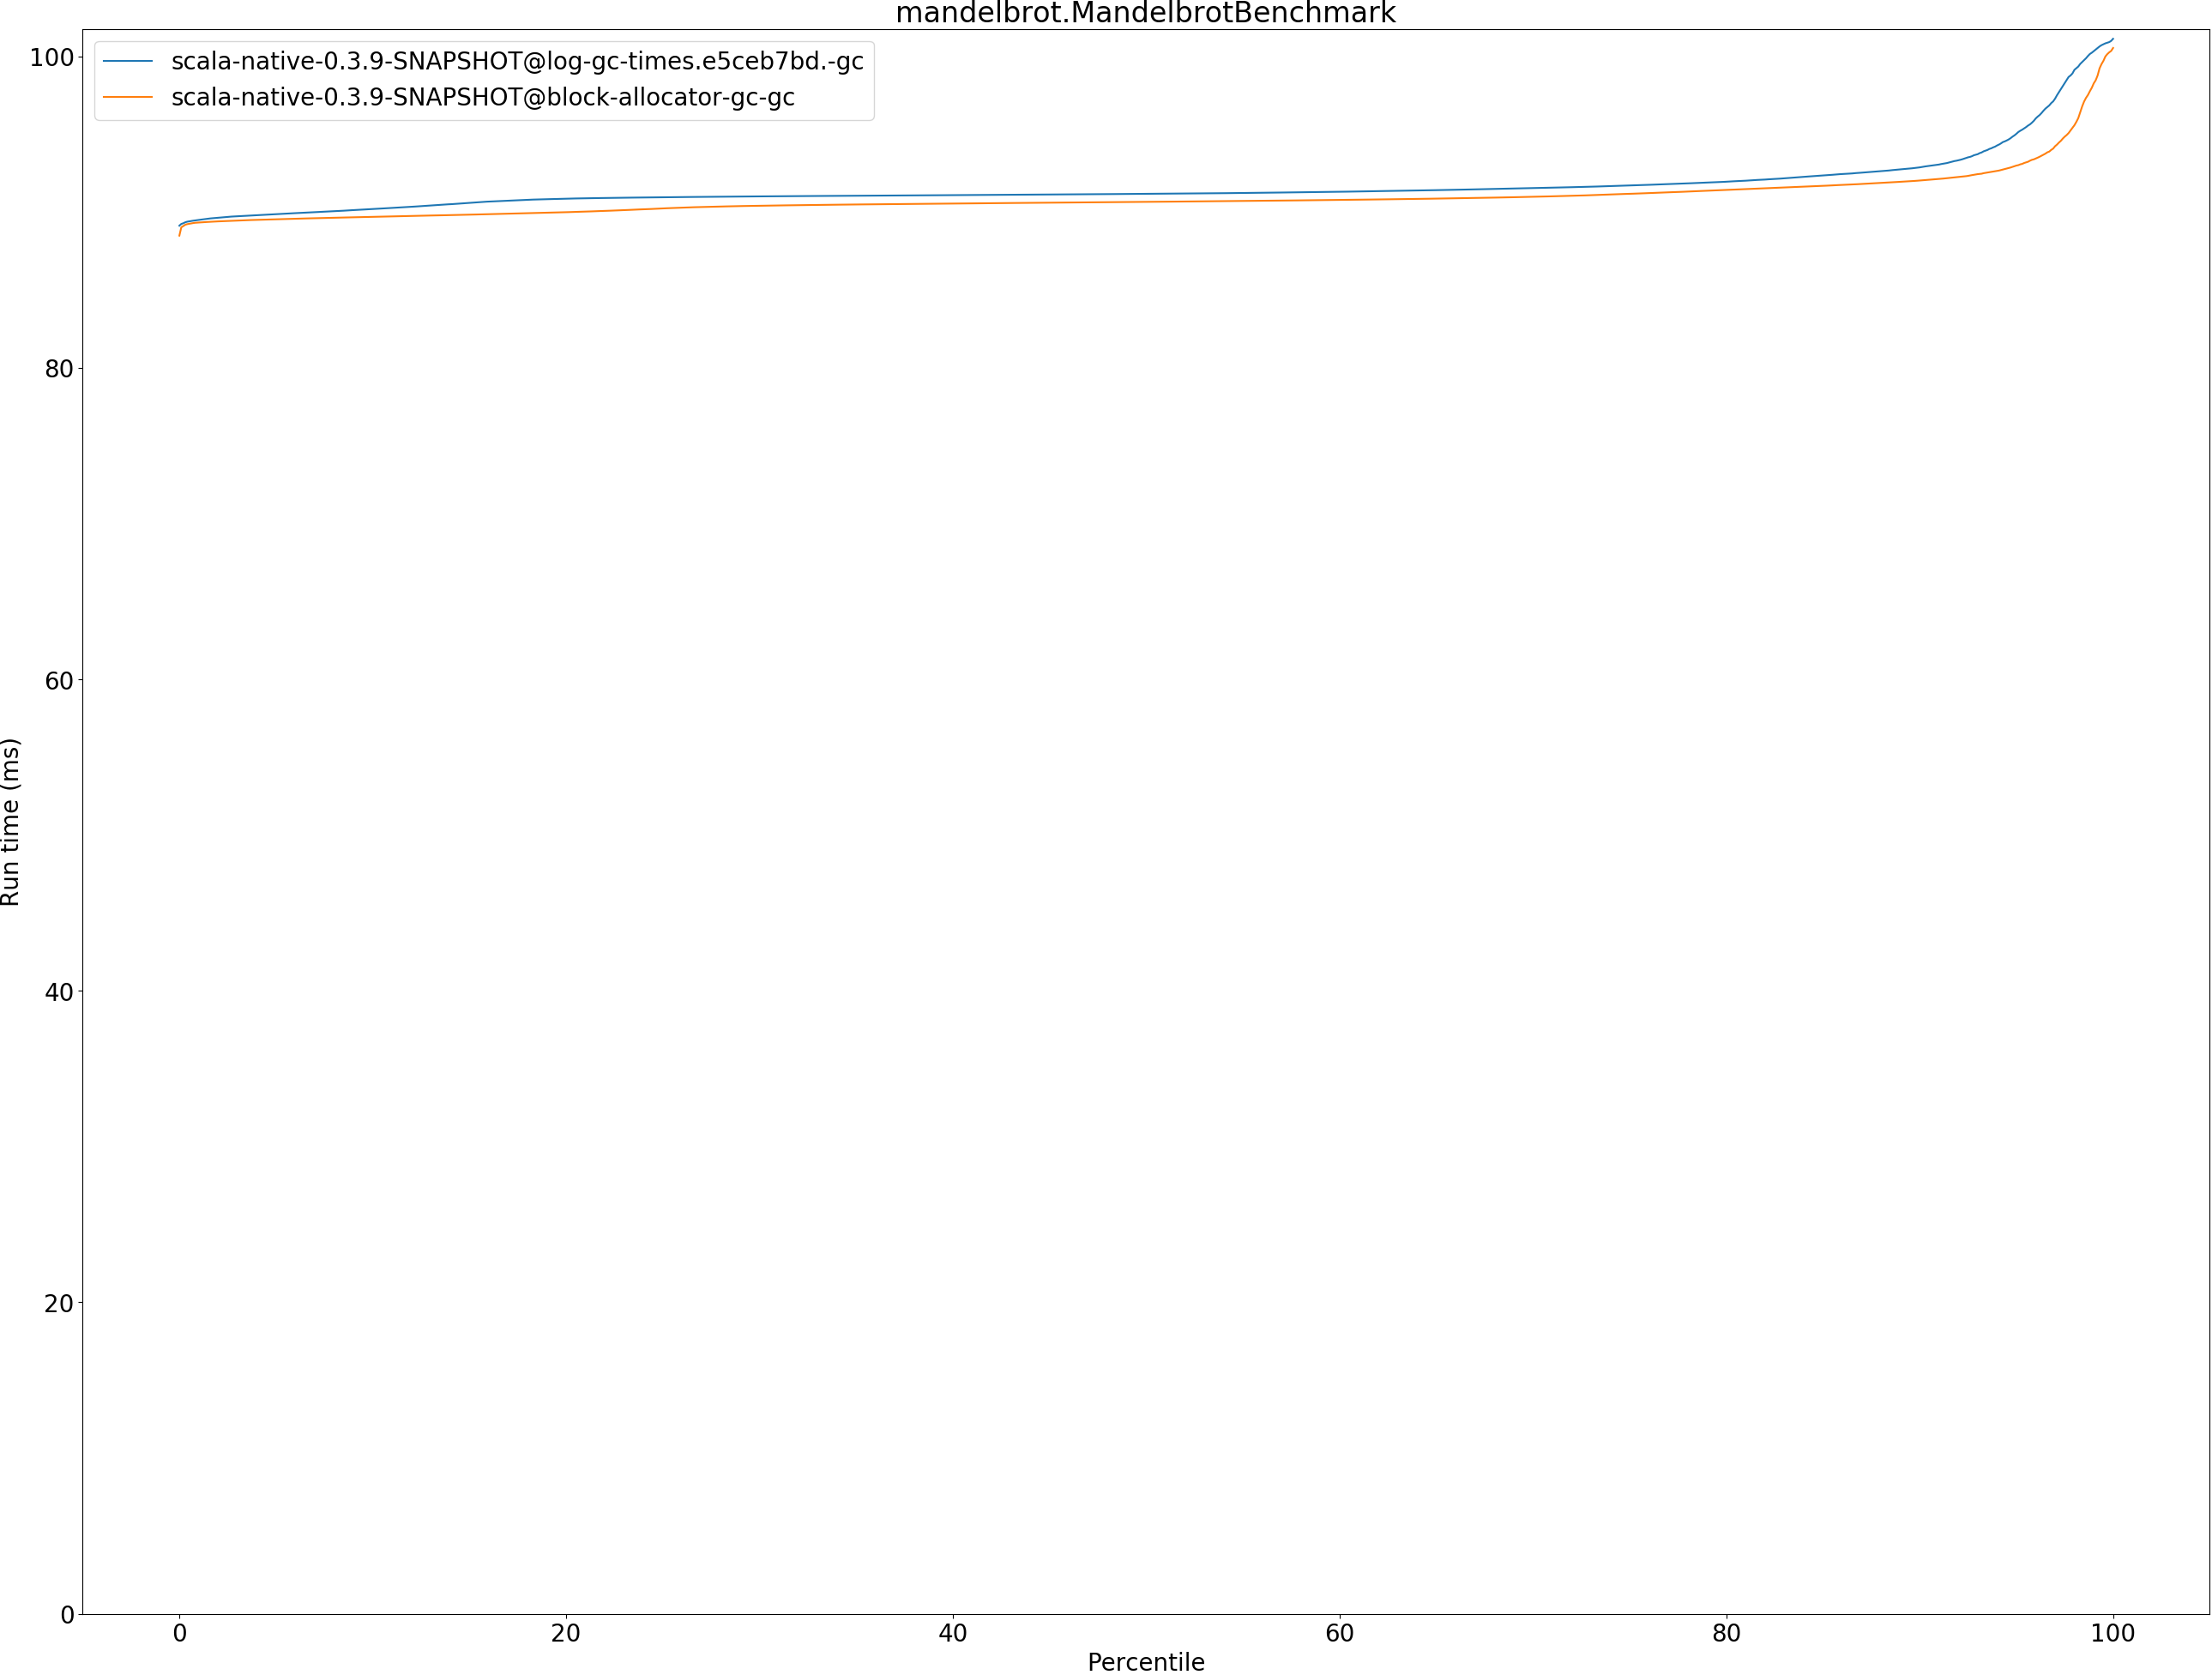 mandelbrot.MandelbrotBenchmark
scala-native-0.3.9-SNAPSHOT@log-gc-times.e5ceb7bd.-gc
scala-native-0.3.9-SNAPSHOT@block-allocator-gc-gc
100
80
60
40
20
0
Run time (ms)
0 20 40 60 80 100
Percentile